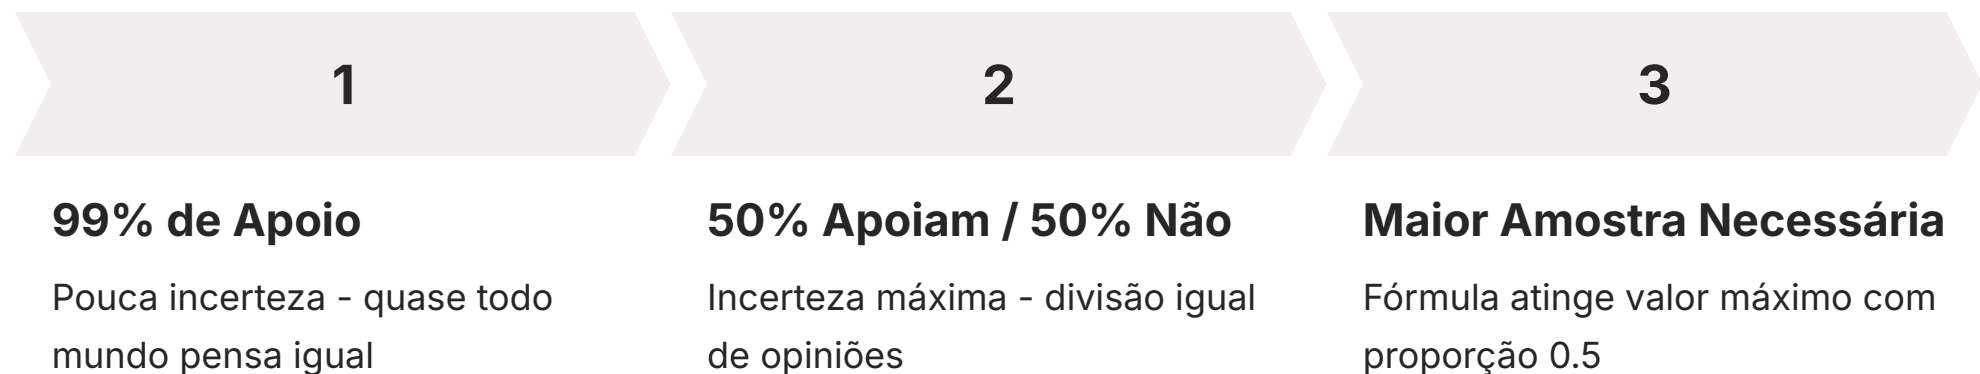 1
2
3
99% de Apoio
Pouca incerteza - quase todo
mundo pensa igual
50% Apoiam / 50% Não
Incerteza máxima - divisão igual
de opiniões
Maior Amostra Necessária
Fórmula atinge valor máximo com
proporção 0.5